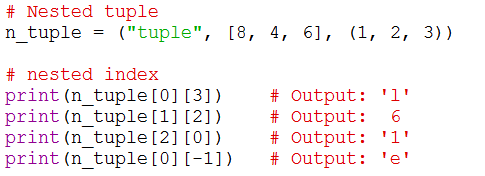 # Nested tuple
n_tuple = ("tuple", [8, 4, 6], (1, 2, 3))
# nested index
print(n_tuple[0][3])    # Output: 'l'
print(n_tuple[1][2])    # Output:  6
print(n_tuple[2][0])    # Output: '1'
print(n_tuple[0][-1])   # Output: 'e'